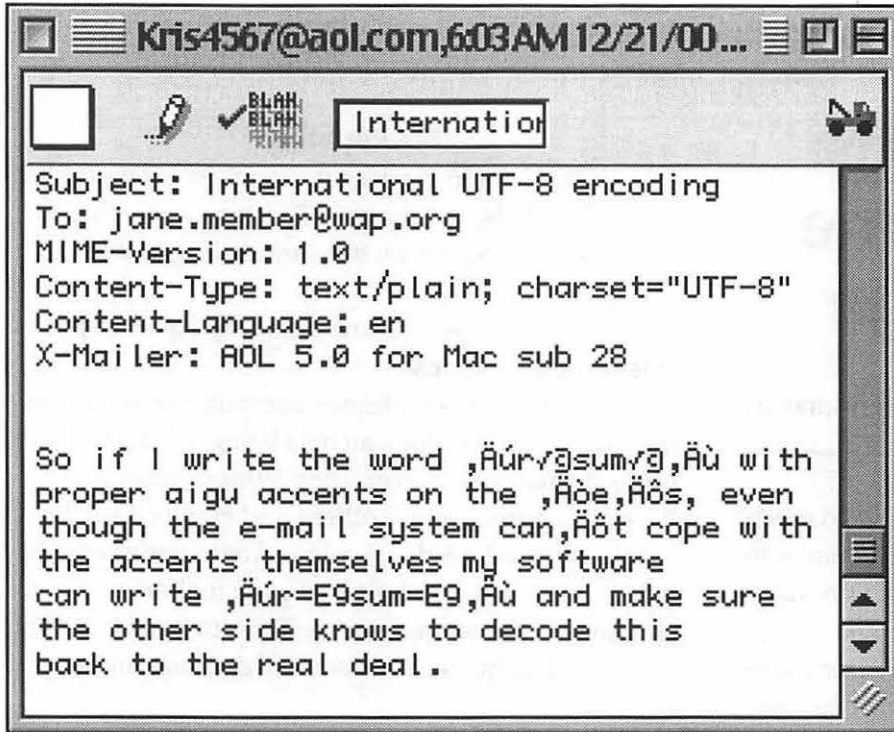 Kris4567@aol.com,6:03 AM 12/21/00...
BLAH
BLAH
Internation
Subject: International UTF-8 encoding
To: jane.member@wap.org
MIME-Version: 1.0
Content-Type: text/plain; charset="UTF-8"
Content-Language: en
X-Mailer: AOL 5.0 for Mac sub 28
So if I write the word ‚Äúr√@sum√@‚Äù with
proper aigu accents on the ‚Äòe‚Äôs, even
though the e-mail system can‚Äôt cope with
the accents themselves my software
can write ‚Äúr=E9sum=E9‚Äù and make sure
the other side knows to decode this
back to the real deal